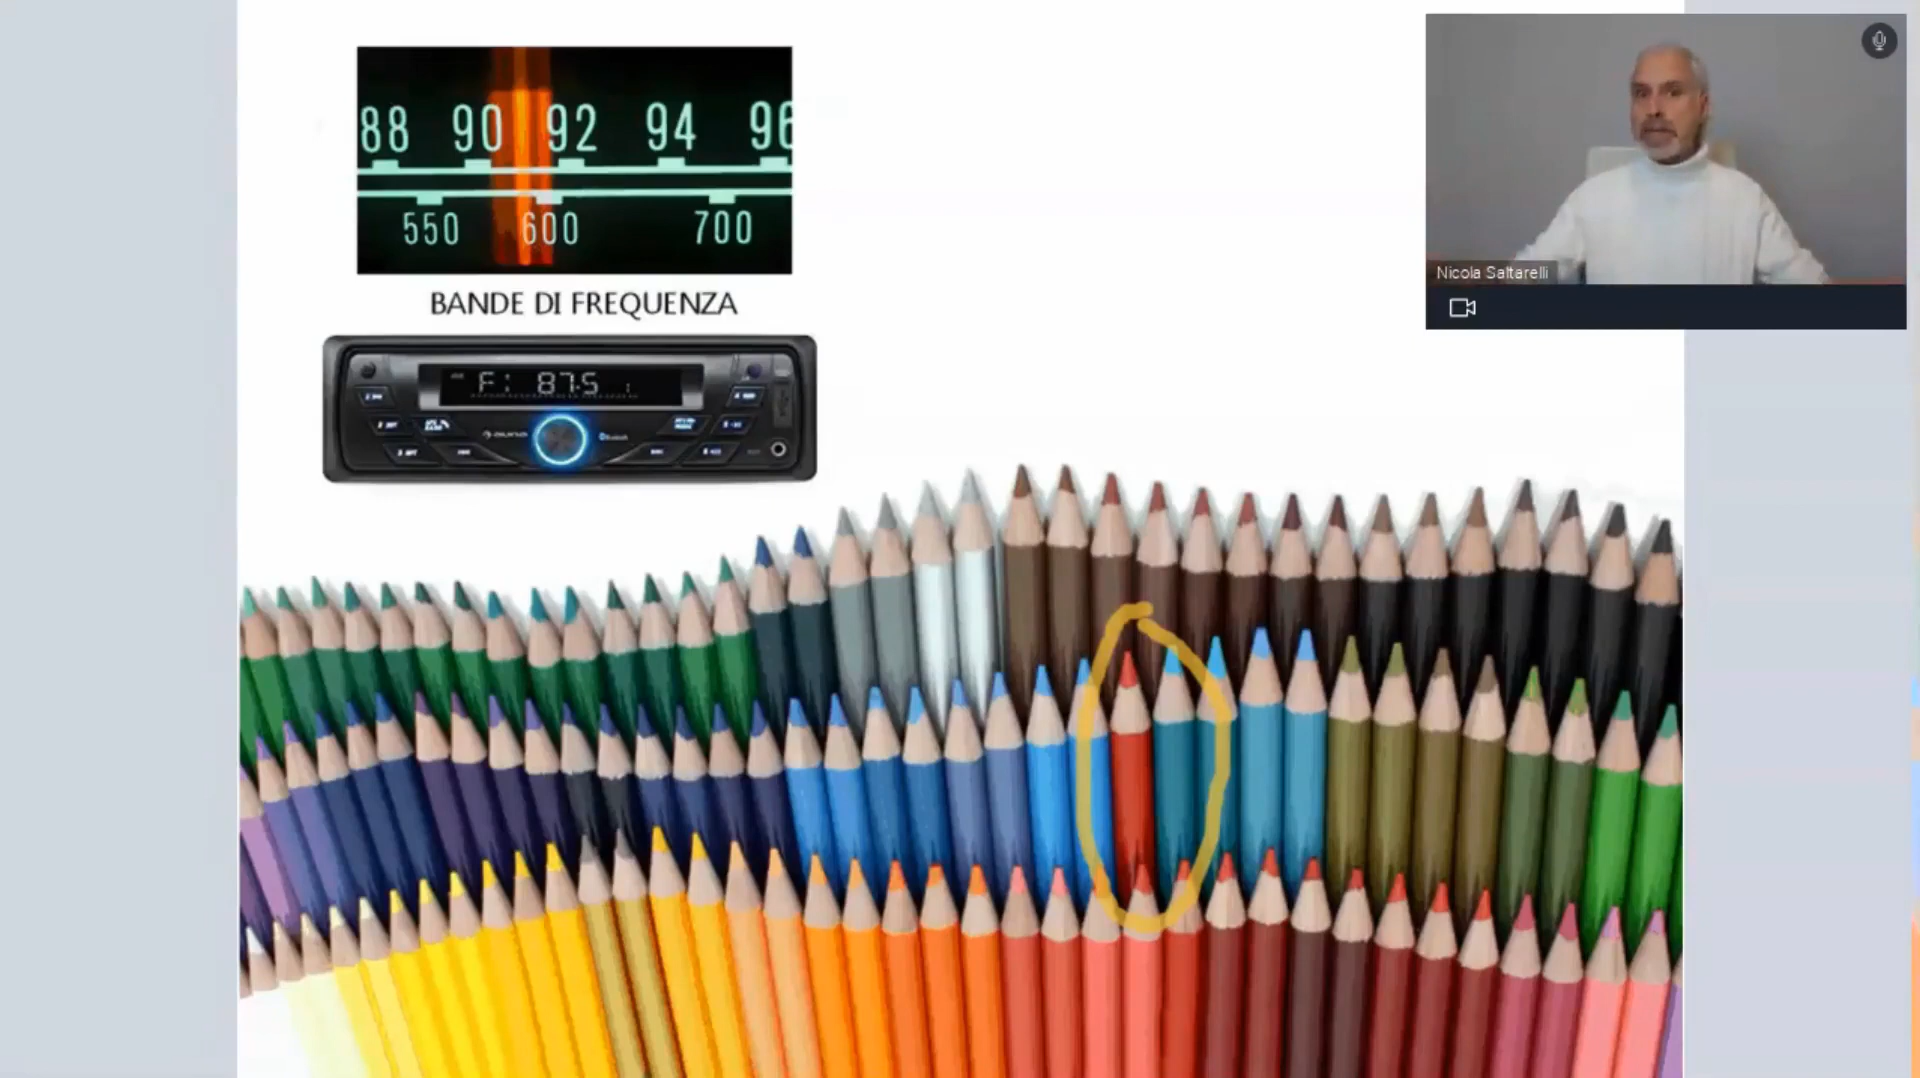 88 90 92 94 96
550 600 700
BANDE DI FREQUENZA
F: 87.5
Nicola Saltarelli